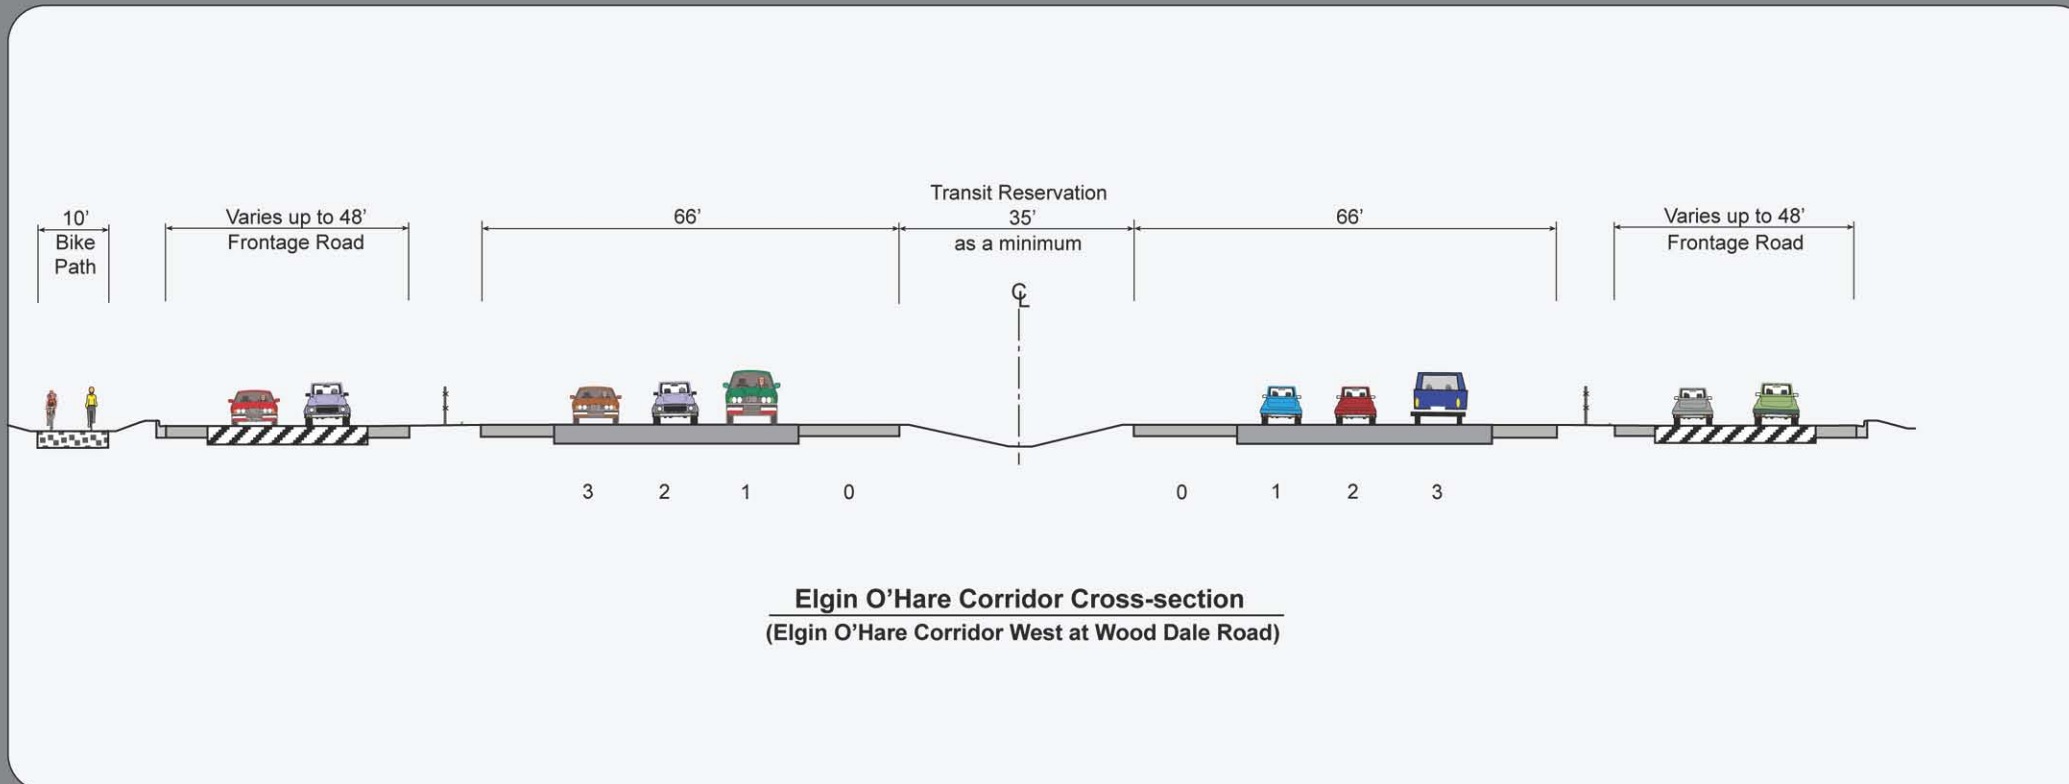 Transit Reservation
10’
Bike
Path
Varies up to 48’
Frontage Road
66’
35’
as a minimum
66’
Varies up to 48’
Frontage Road
℄
3 2 1 0 0 1 2 3
Elgin O’Hare Corridor Cross-section
(Elgin O’Hare Corridor West at Wood Dale Road)